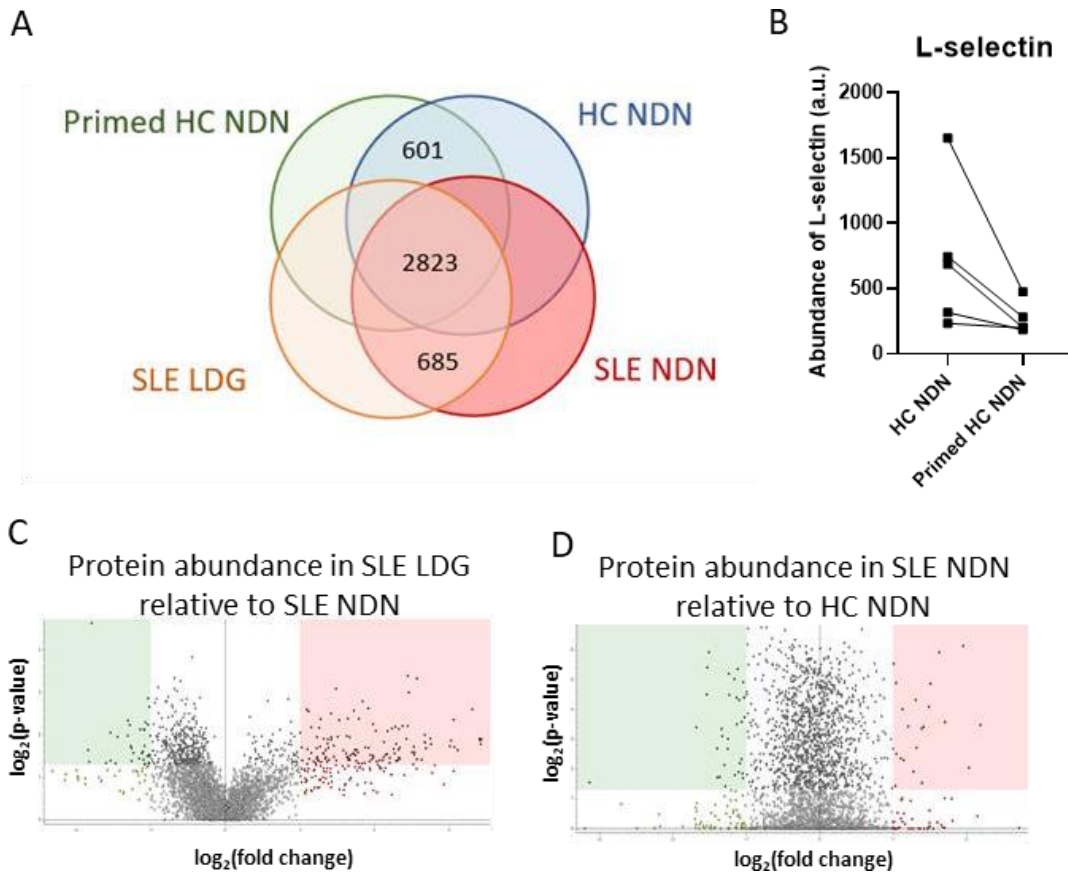 A
Primed HC NDN
HC NDN
601
2823
685
SLE LDG
SLE NDN
B
L-selectin
Abundance of L-selectin (a.u.)
2000
1500
1000
500
0
HC NDN
Primed HC NDN
C
Protein abundance in SLE LDG
relative to SLE NDN
log₂(p-value)
log₂(fold change)
D
Protein abundance in SLE NDN
relative to HC NDN
log₂(p-value)
log₂(fold change)